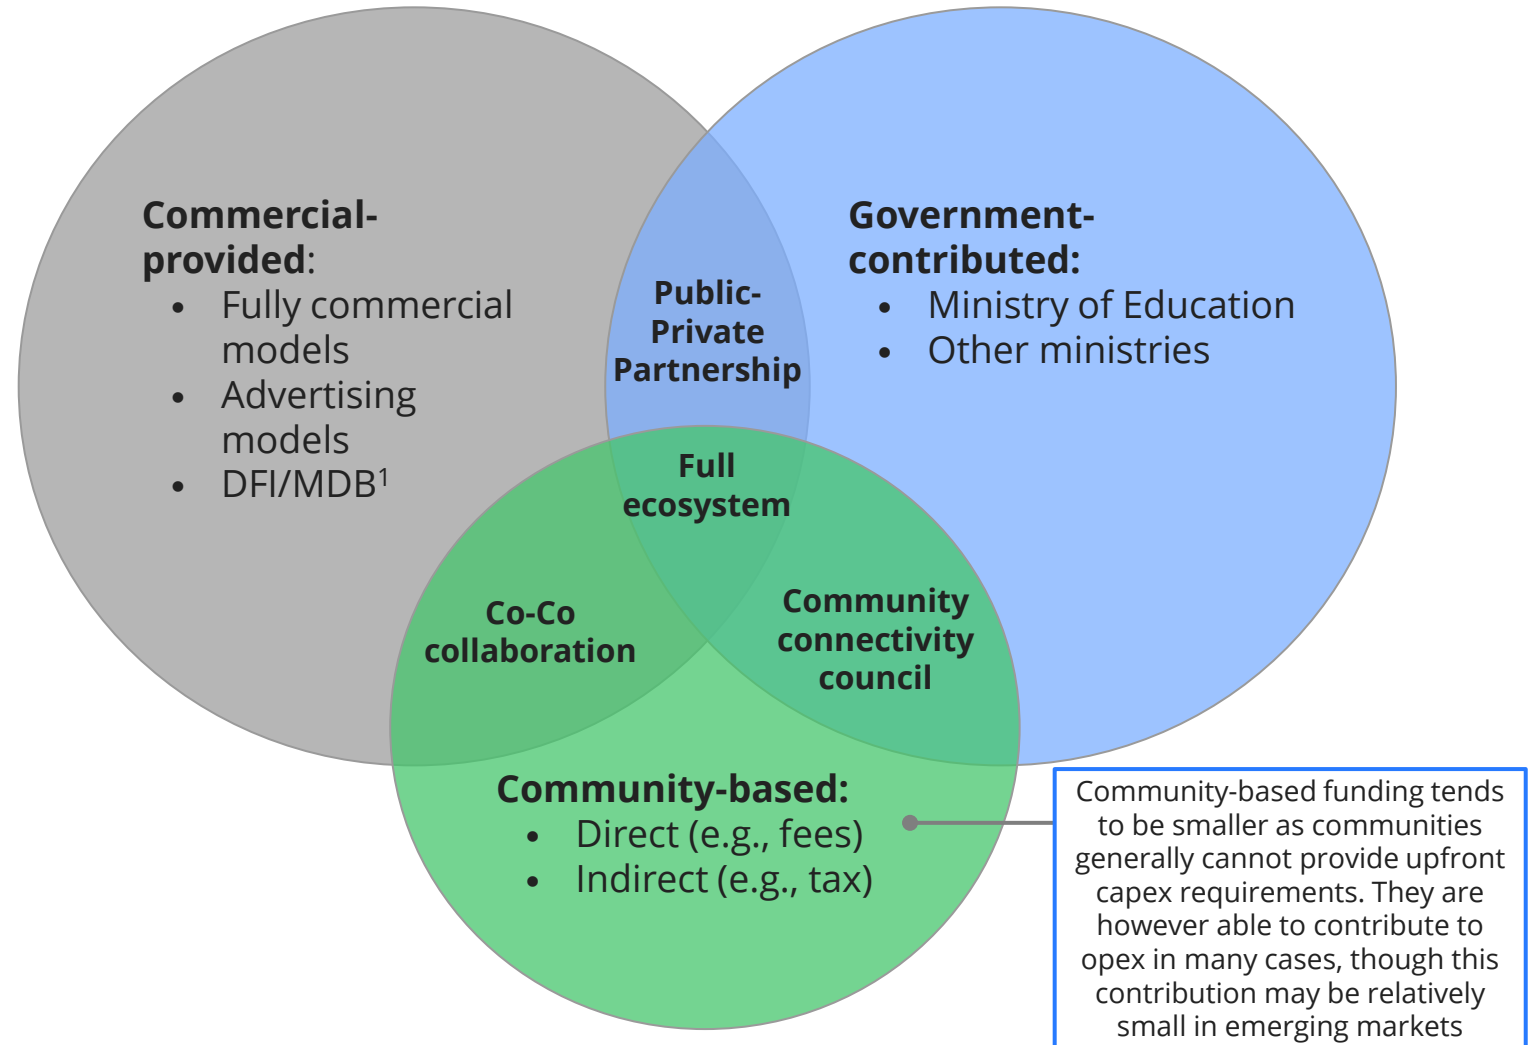 Commercial-
provided:
• Fully commercial
models
• Advertising
models
• DFI/MDB¹
Public-
Private
Partnership
Government-
contributed:
• Ministry of Education
• Other ministries
Full
ecosystem
Co-Co
collaboration
Community
connectivity
council
Community-based:
• Direct (e.g., fees)
• Indirect (e.g., tax)
Community-based funding tends
to be smaller as communities
generally cannot provide upfront
capex requirements. They are
however able to contribute to
opex in many cases, though this
contribution may be relatively
small in emerging markets